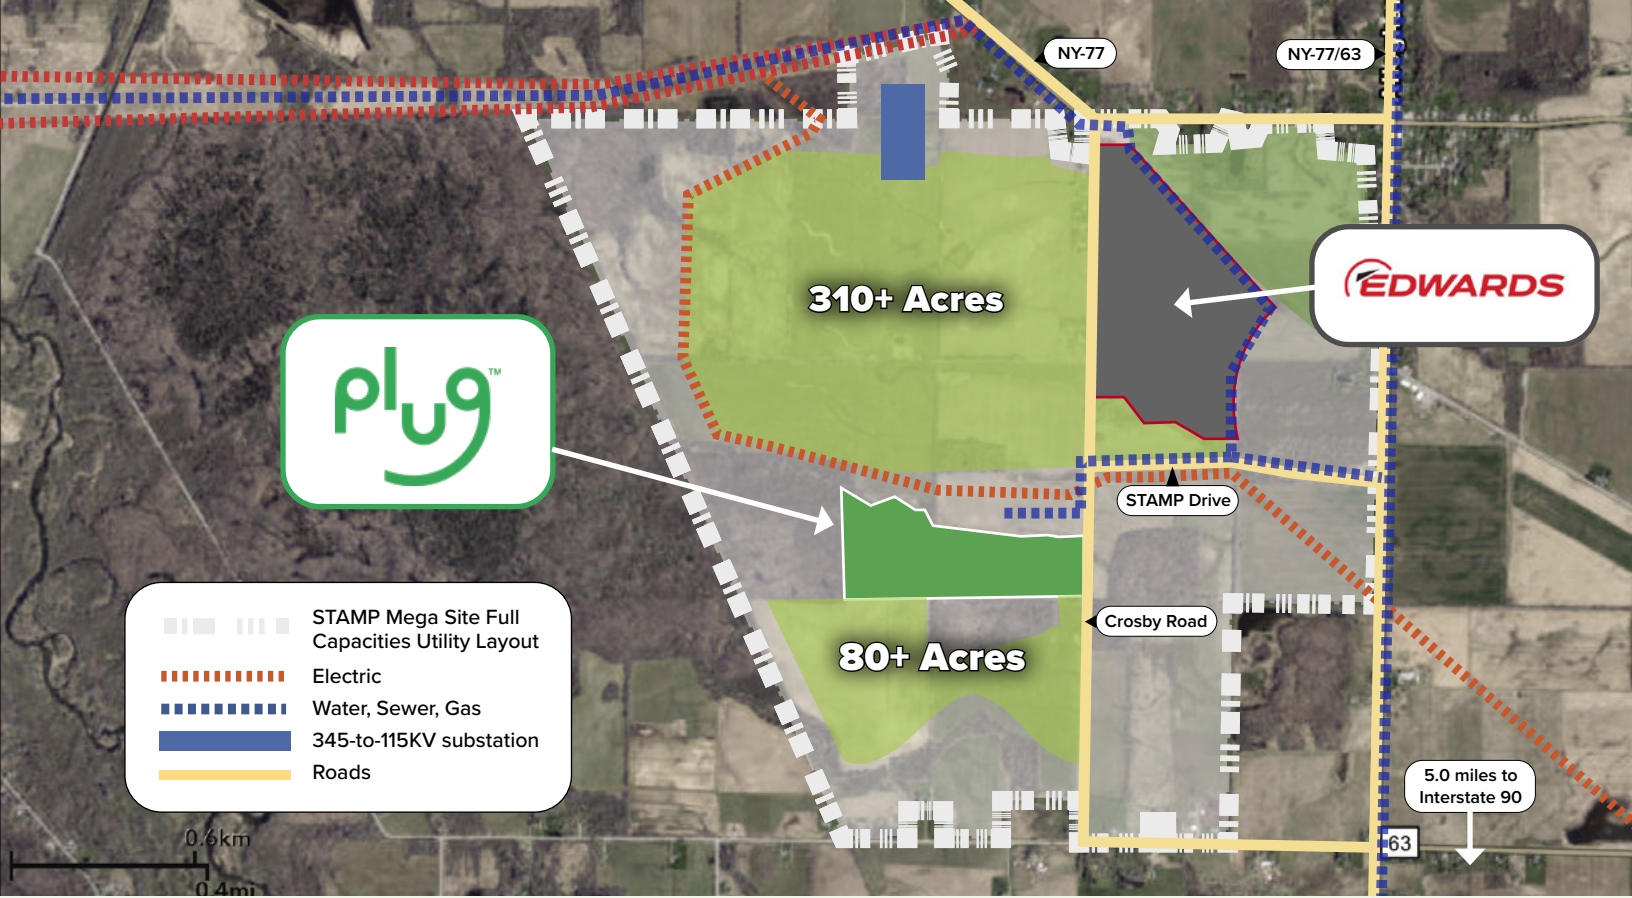 NY-77
NY-77/63
310+ Acres
EDWARDS
plug™
STAMP Drive
Crosby Road
80+ Acres
STAMP Mega Site Full
Capacities Utility Layout
Electric
Water, Sewer, Gas
345-to-115KV substation
Roads
5.0 miles to
Interstate 90
63
0.6km
0.4mi